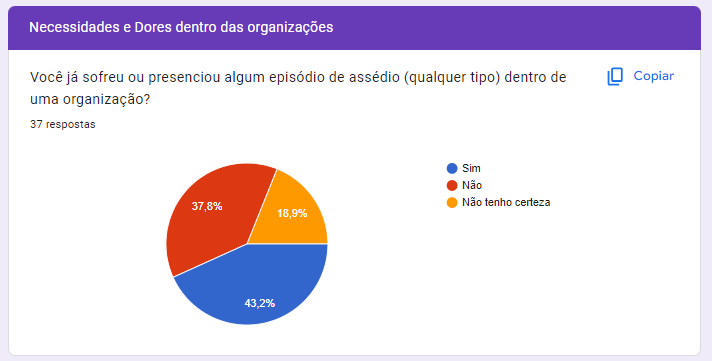 Necessidades e Dores dentro das organizações
Você já sofreu ou presenciou algum episódio de assédio (qualquer tipo) dentro de
uma organização?
Copiar
37 respostas
Sim
Não
Não tenho certeza
37,8%
18,9%
43,2%